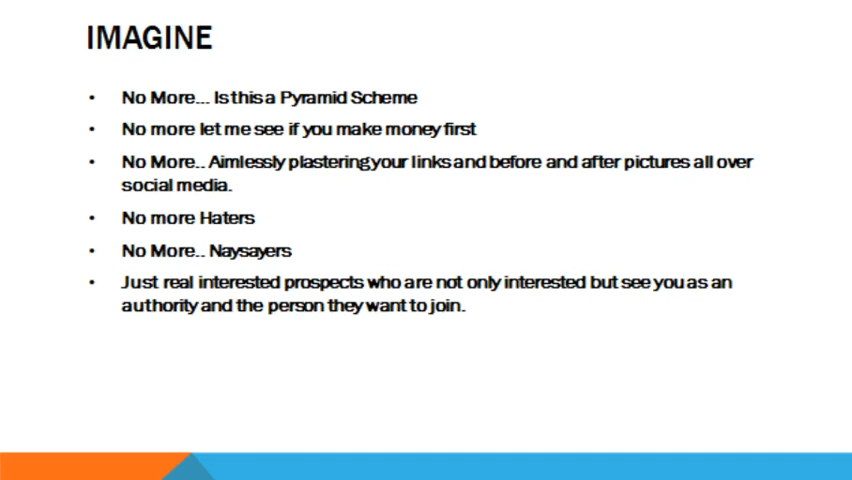 IMAGINE
• No More... Is this a Pyramid Scheme
• No more let me see if you make money first
• No More.. Aimlessly plastering your links and before and after pictures all over
social media.
• No more Haters
• No More.. Naysayers
• Just real interested prospects who are not only interested but see you as an
authority and the person they want to join.